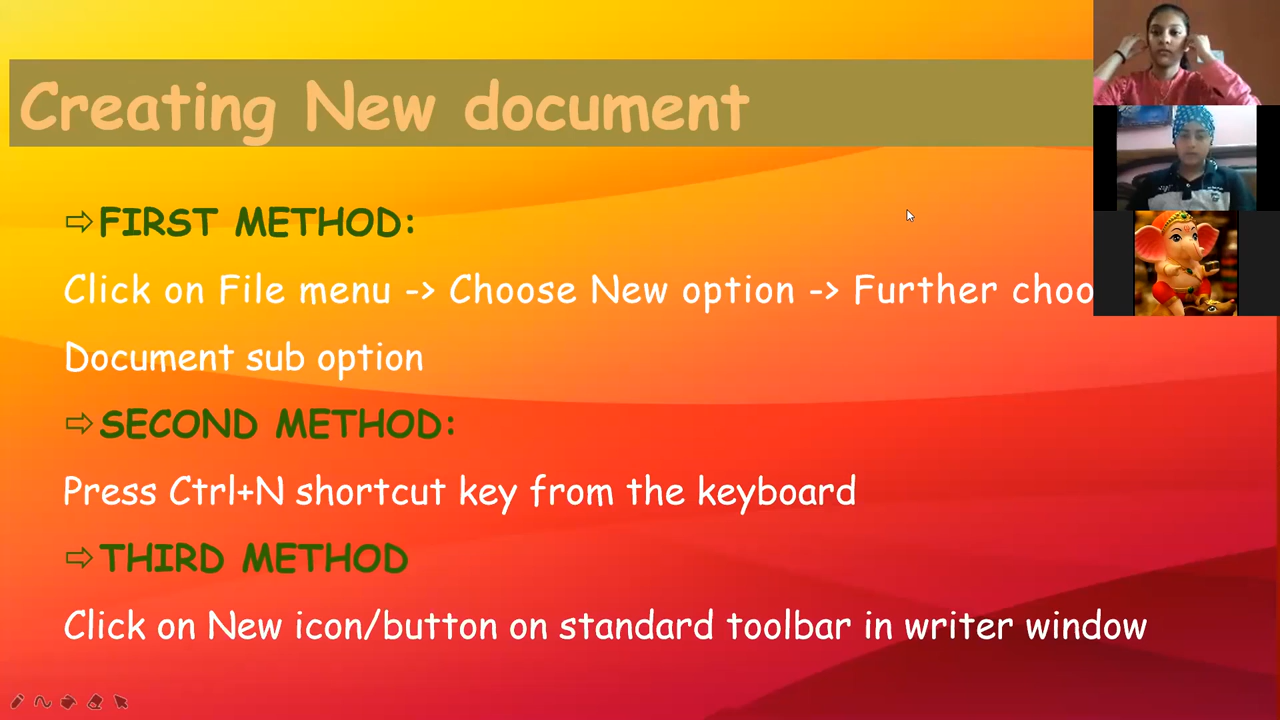 Creating New document
⇨FIRST METHOD:
Click on File menu -> Choose New option -> Further
Document sub option
⇨SECOND METHOD:
Press Ctrl+N shortcut key from the keyboard
⇨THIRD METHOD
Click on New icon/button on standard toolbar in writer window